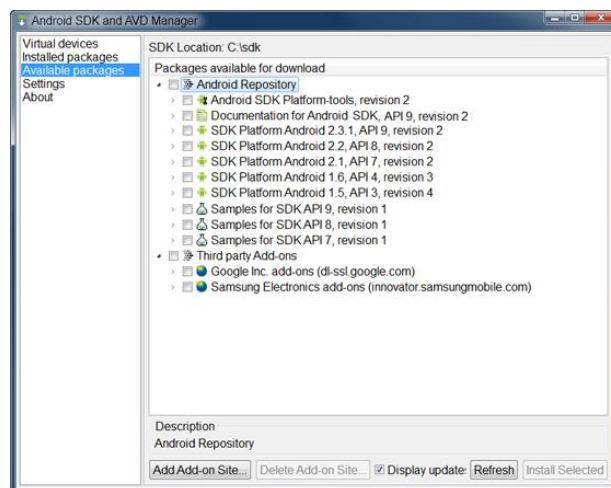 Android SDK and AVD Manager
Virtual devices
Installed packages
Available packages
Settings
About
SDK Location: C:\sdk
Packages available for download
Android Repository
Android SDK Platform-tools, revision 2
Documentation for Android SDK, API 9, revision 2
SDK Platform Android 2.3.1, API 9, revision 2
SDK Platform Android 2.2, API 8, revision 2
SDK Platform Android 2.1, API 7, revision 2
SDK Platform Android 1.6, API 4, revision 3
SDK Platform Android 1.5, API 3, revision 4
Samples for SDK API 9, revision 1
Samples for SDK API 8, revision 1
Samples for SDK API 7, revision 1
Third party Add-ons
Google Inc. add-ons (dl-ssl.google.com)
Samsung Electronics add-ons (innovator.samsungmobile.com)
Description
Android Repository
Add Add-on Site... Delete Add-on Site... Display update: Refresh Install Selected